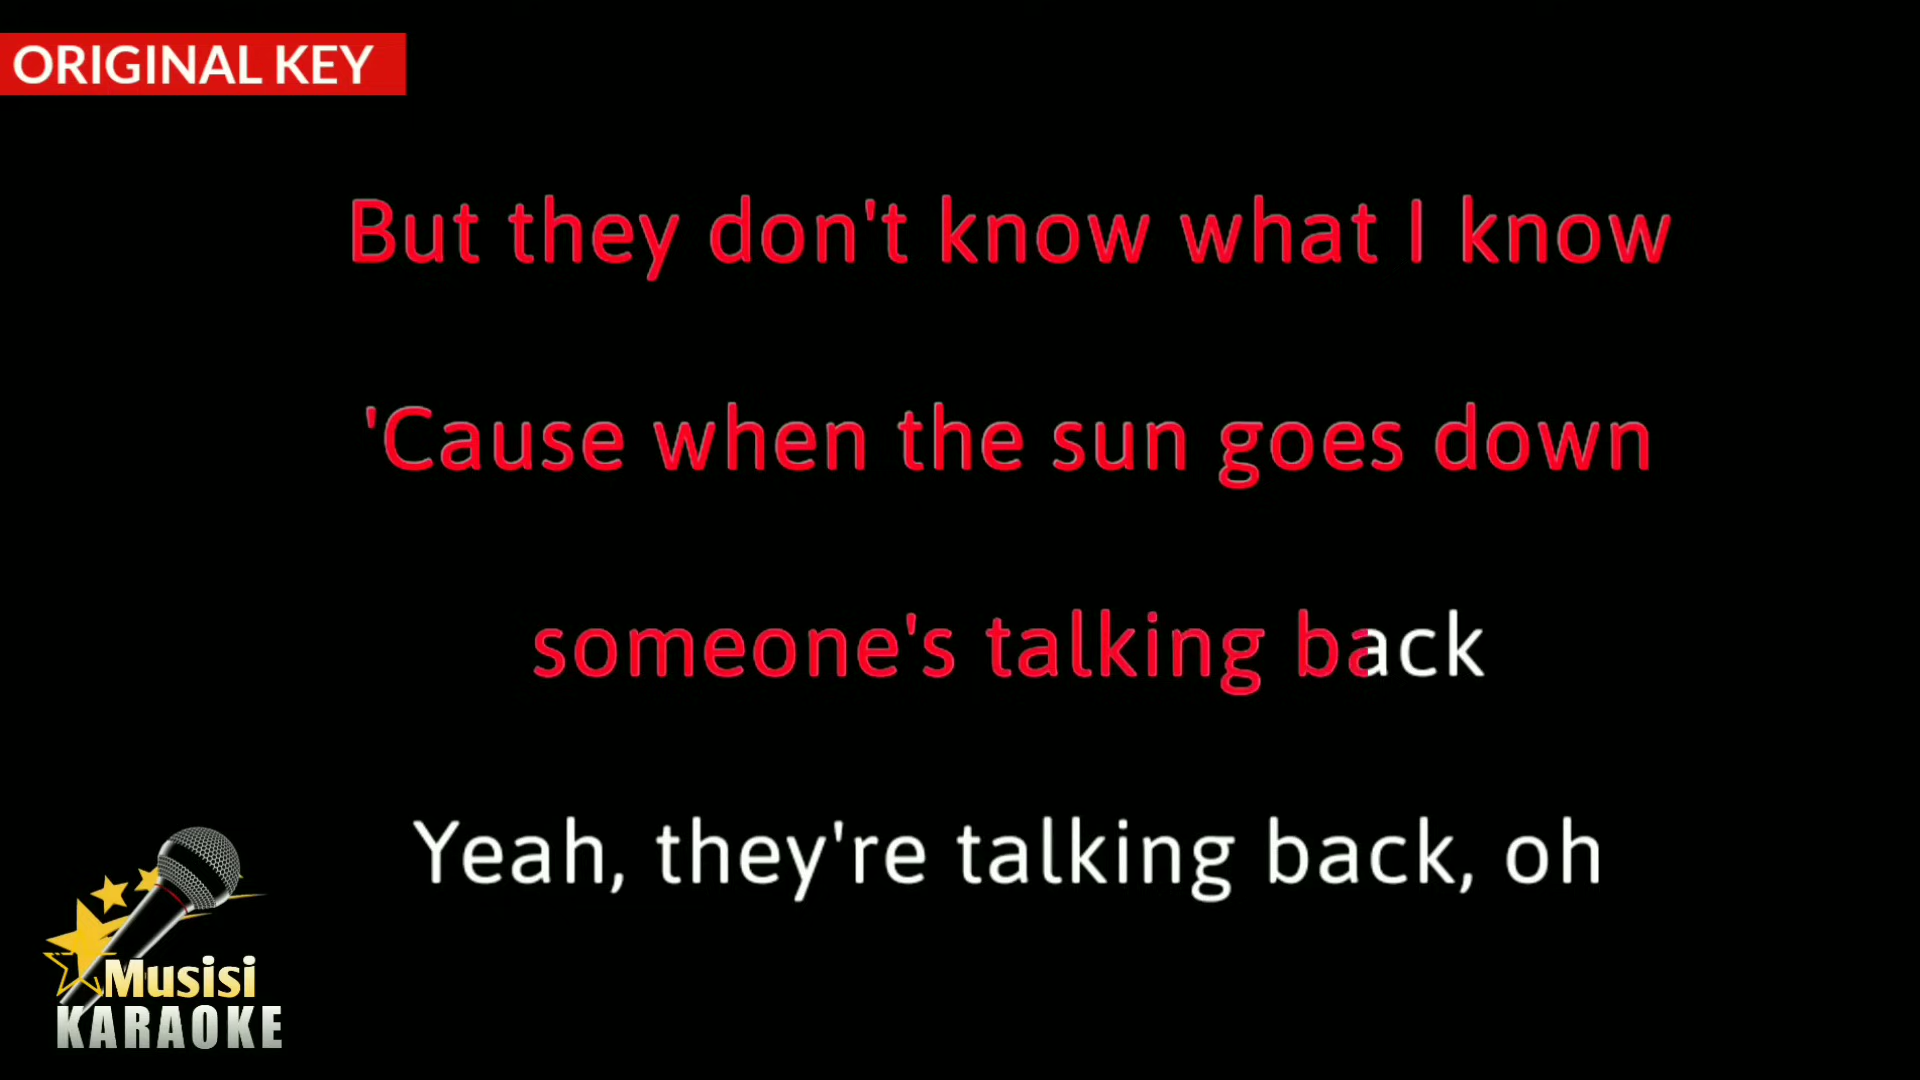 ORIGINAL KEY
But they don't know what I know
'Cause when the sun goes down
someone's talking back
Yeah, they're talking back, oh
Musisi
KARAOKE